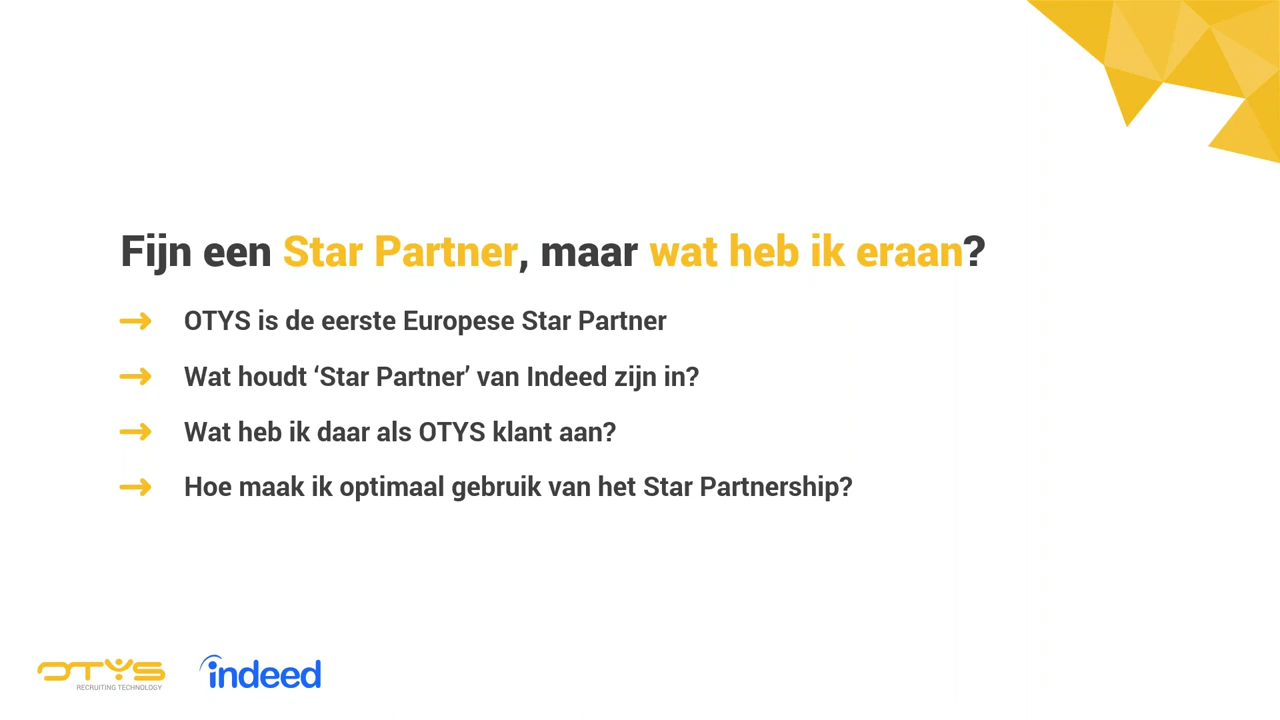 Fijn een Star Partner, maar wat heb ik eraan?
OTYS is de eerste Europese Star Partner
Wat houdt ‘Star Partner’ van Indeed zijn in?
Wat heb ik daar als OTYS klant aan?
Hoe maak ik optimaal gebruik van het Star Partnership?
OTYS
RECRUITING TECHNOLOGY
indeed